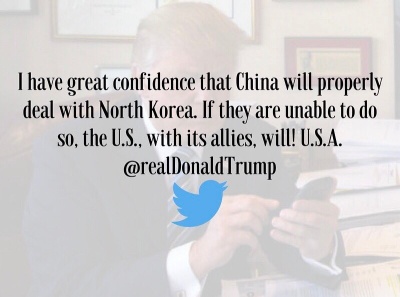 I have great confidence that China will properly
deal with North Korea. If they are unable to do
so, the U.S., with its allies, will! U.S.A.
@realDonaldTrump